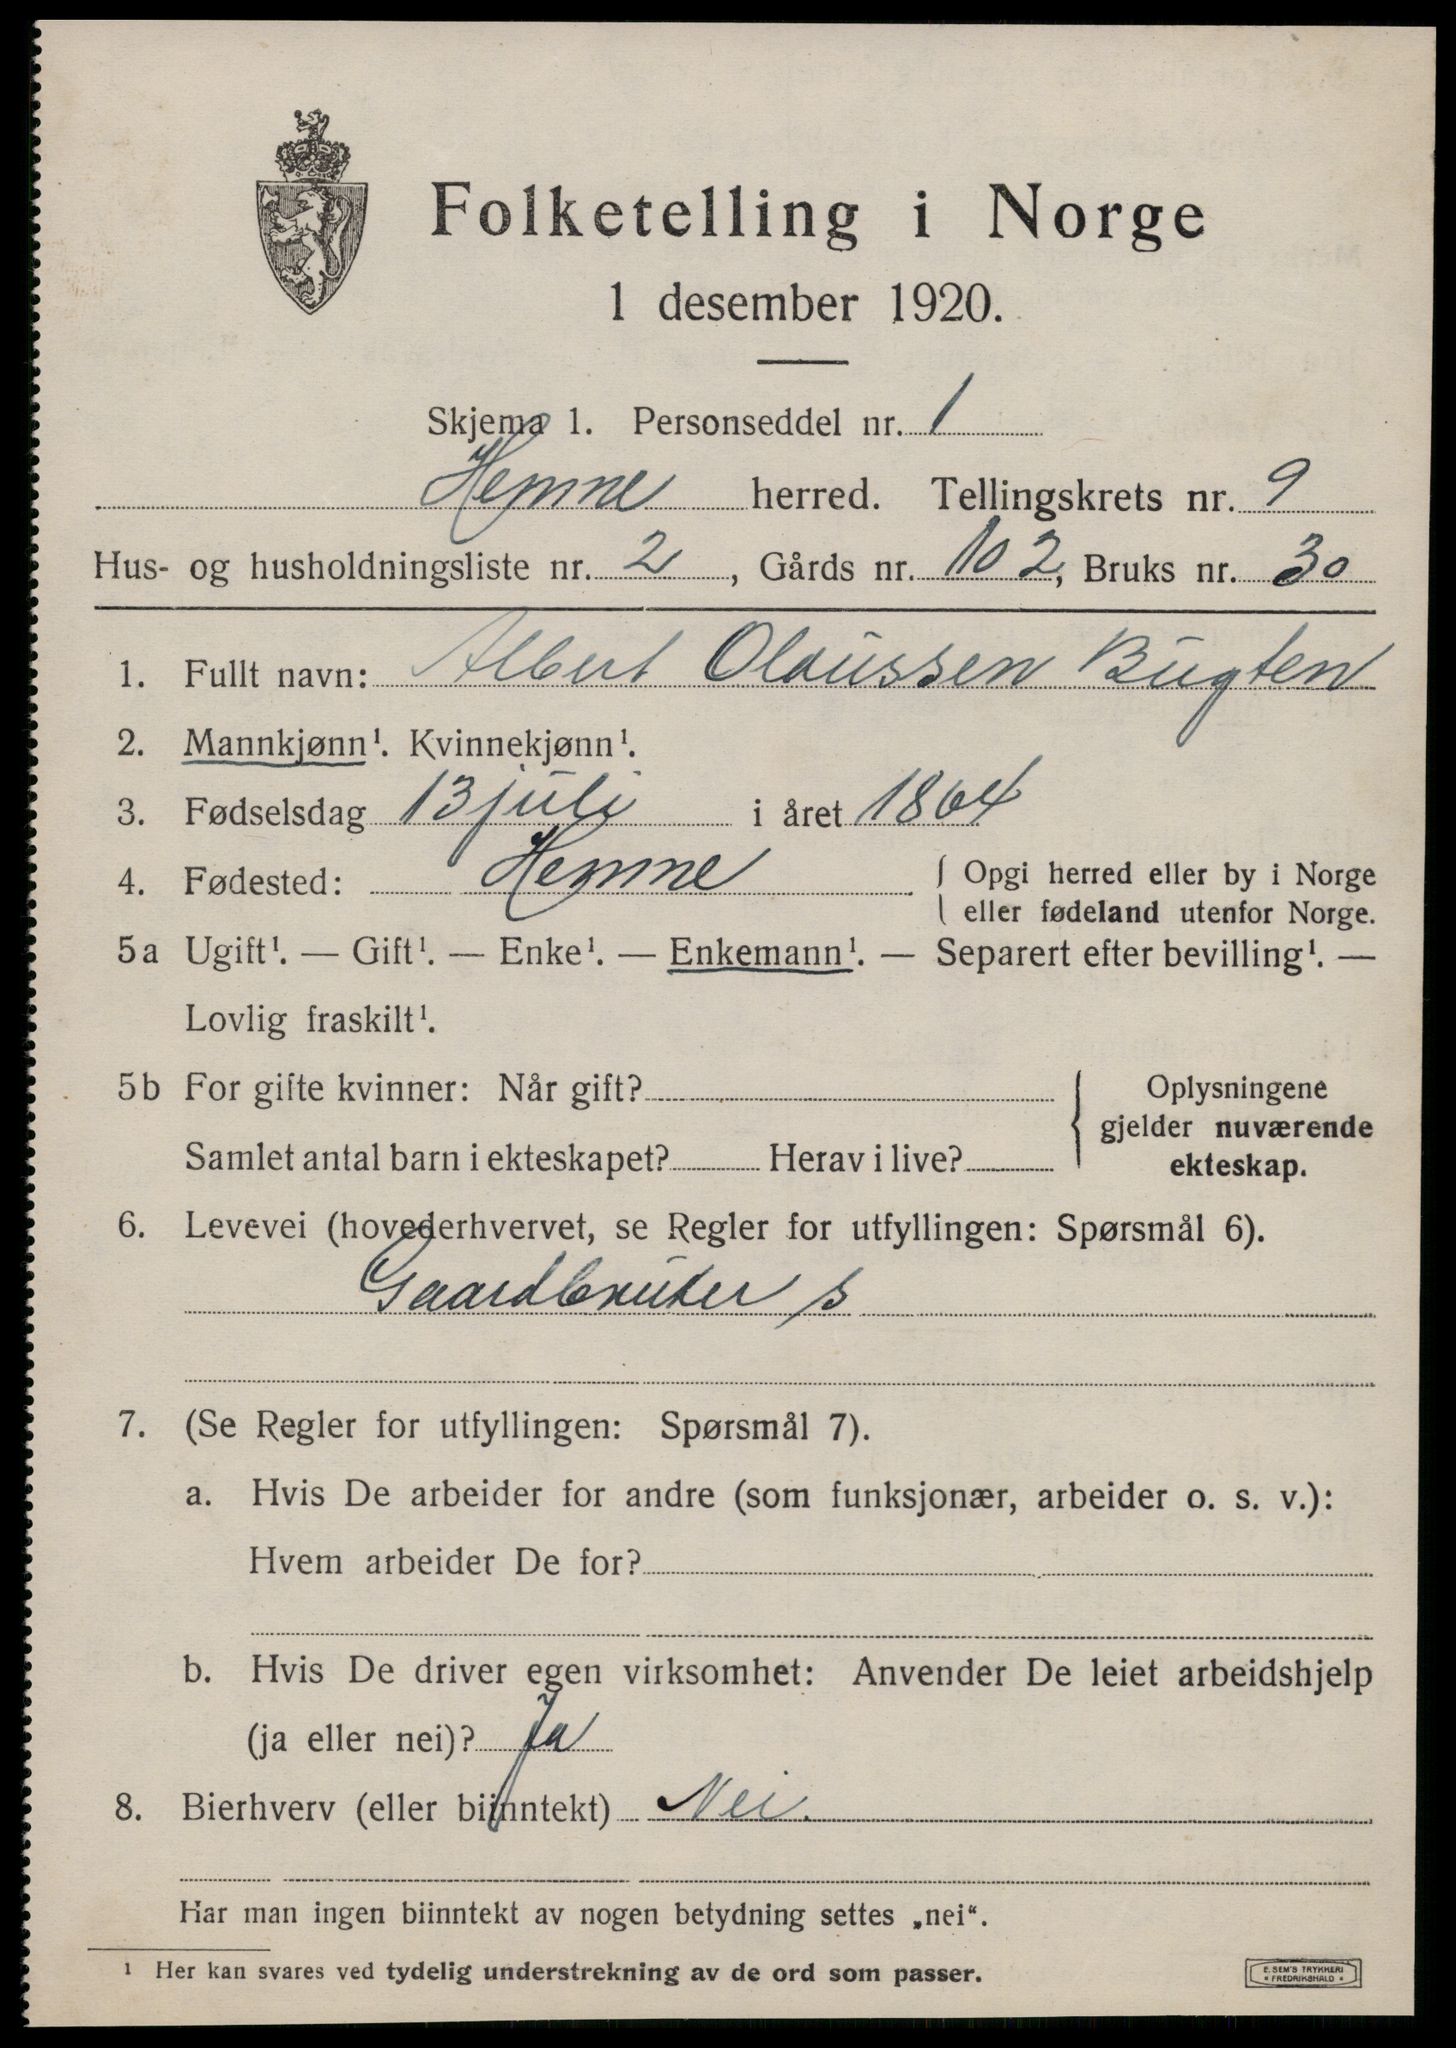 Folketelling i Norge
1 desember 1920.
Skjema 1. Personseddel nr. 1
Hemne herred. Tellingskrets nr. 9
Hus- og husholdningsliste nr. 2, Gårds nr. 102, Bruks nr. 30
1. Fullt navn: Albert Olaussen Bugten
2. Mannkjønn¹. Kvinnekjønn¹.
3. Fødselsdag 13 juli i året 1864
4. Fødested: Hemne { Opgi herred eller by i Norge
eller fødeland utenfor Norge.
5a Ugift¹. — Gift¹. — Enke¹. — Enkemann¹. — Separert efter bevilling¹. —
Lovlig fraskilt¹.
5b For gifte kvinner: Når gift? { Oplysningene
gjelder nuværende
Samlet antal barn i ekteskapet? Herav i live? ekteskap.
6. Levevei (hovederhvervet, se Regler for utfyllingen: Spørsmål 6).
Gaardbruker s
7. (Se Regler for utfyllingen: Spørsmål 7).
a. Hvis De arbeider for andre (som funksjonær, arbeider o. s. v.):
Hvem arbeider De for?
b. Hvis De driver egen virksomhet: Anvender De leiet arbeidshjelp
(ja eller nei)? Ja
8. Bierhverv (eller biinntekt) Nei.
Har man ingen biinntekt av nogen betydning settes „nei“.
¹ Her kan svares ved tydelig understrekning av de ord som passer.
E. SEM'S TRYKKERI
* FREDRIKSHALD *